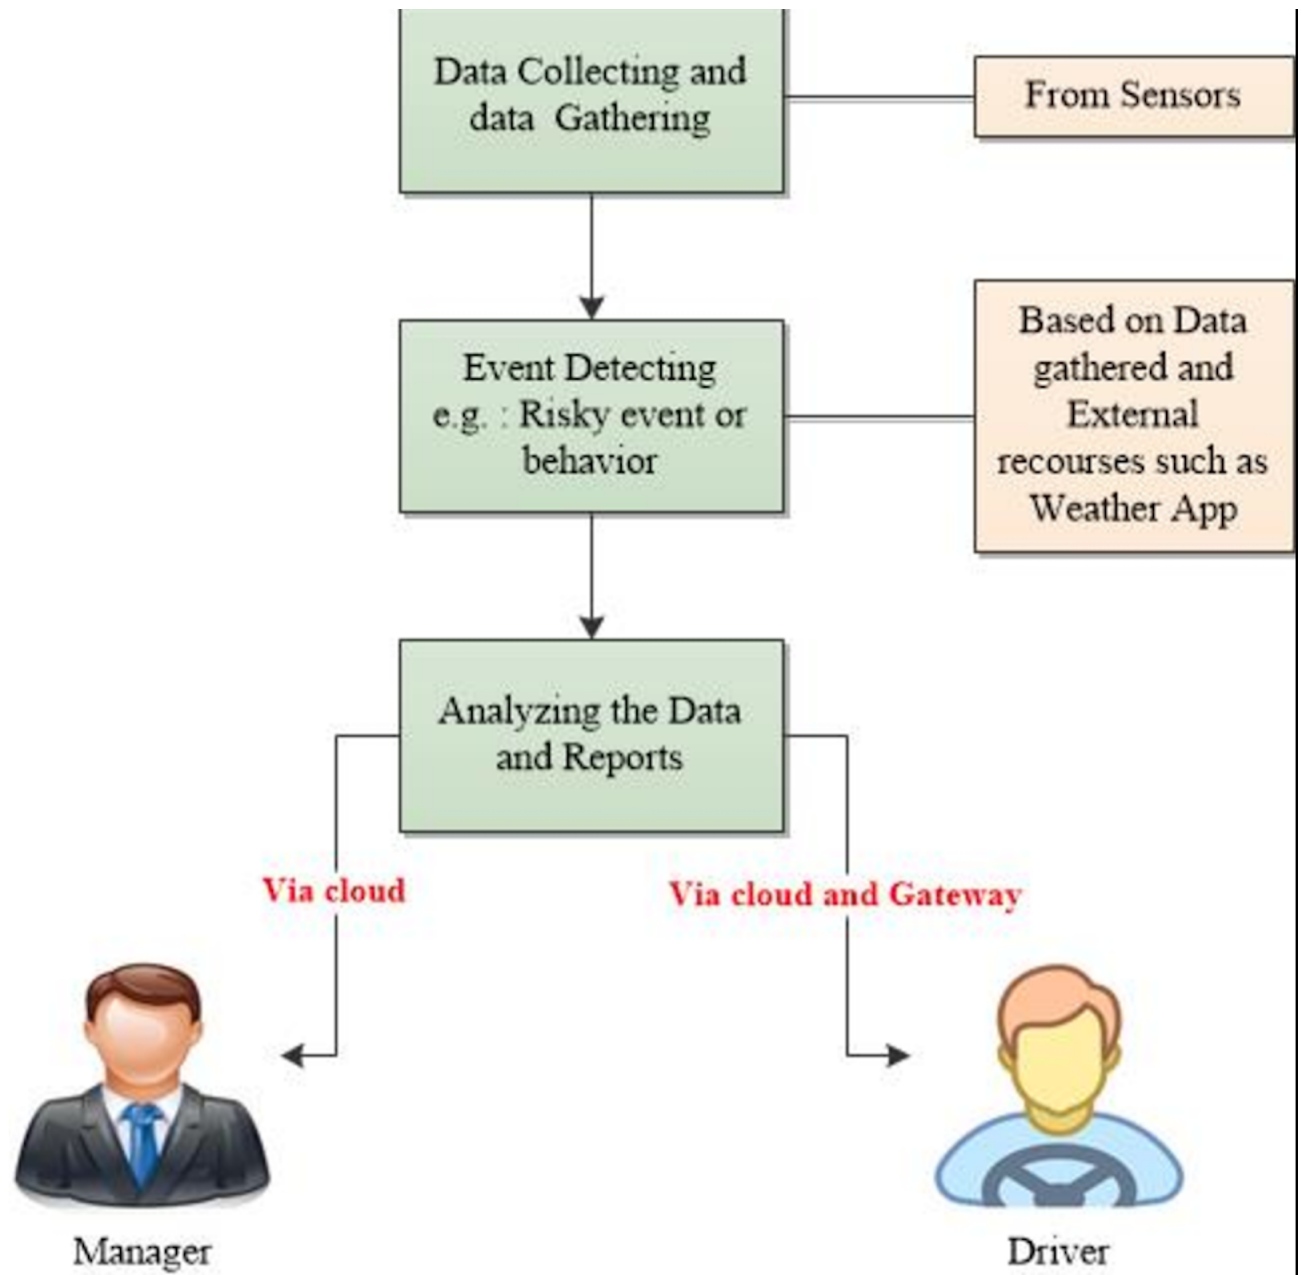 Data Collecting and
data Gathering
From Sensors
Event Detecting
e.g. : Risky event or
behavior
Based on Data
gathered and
External
recourses such as
Weather App
Analyzing the Data
and Reports
Via cloud
Via cloud and Gateway
Manager
Driver